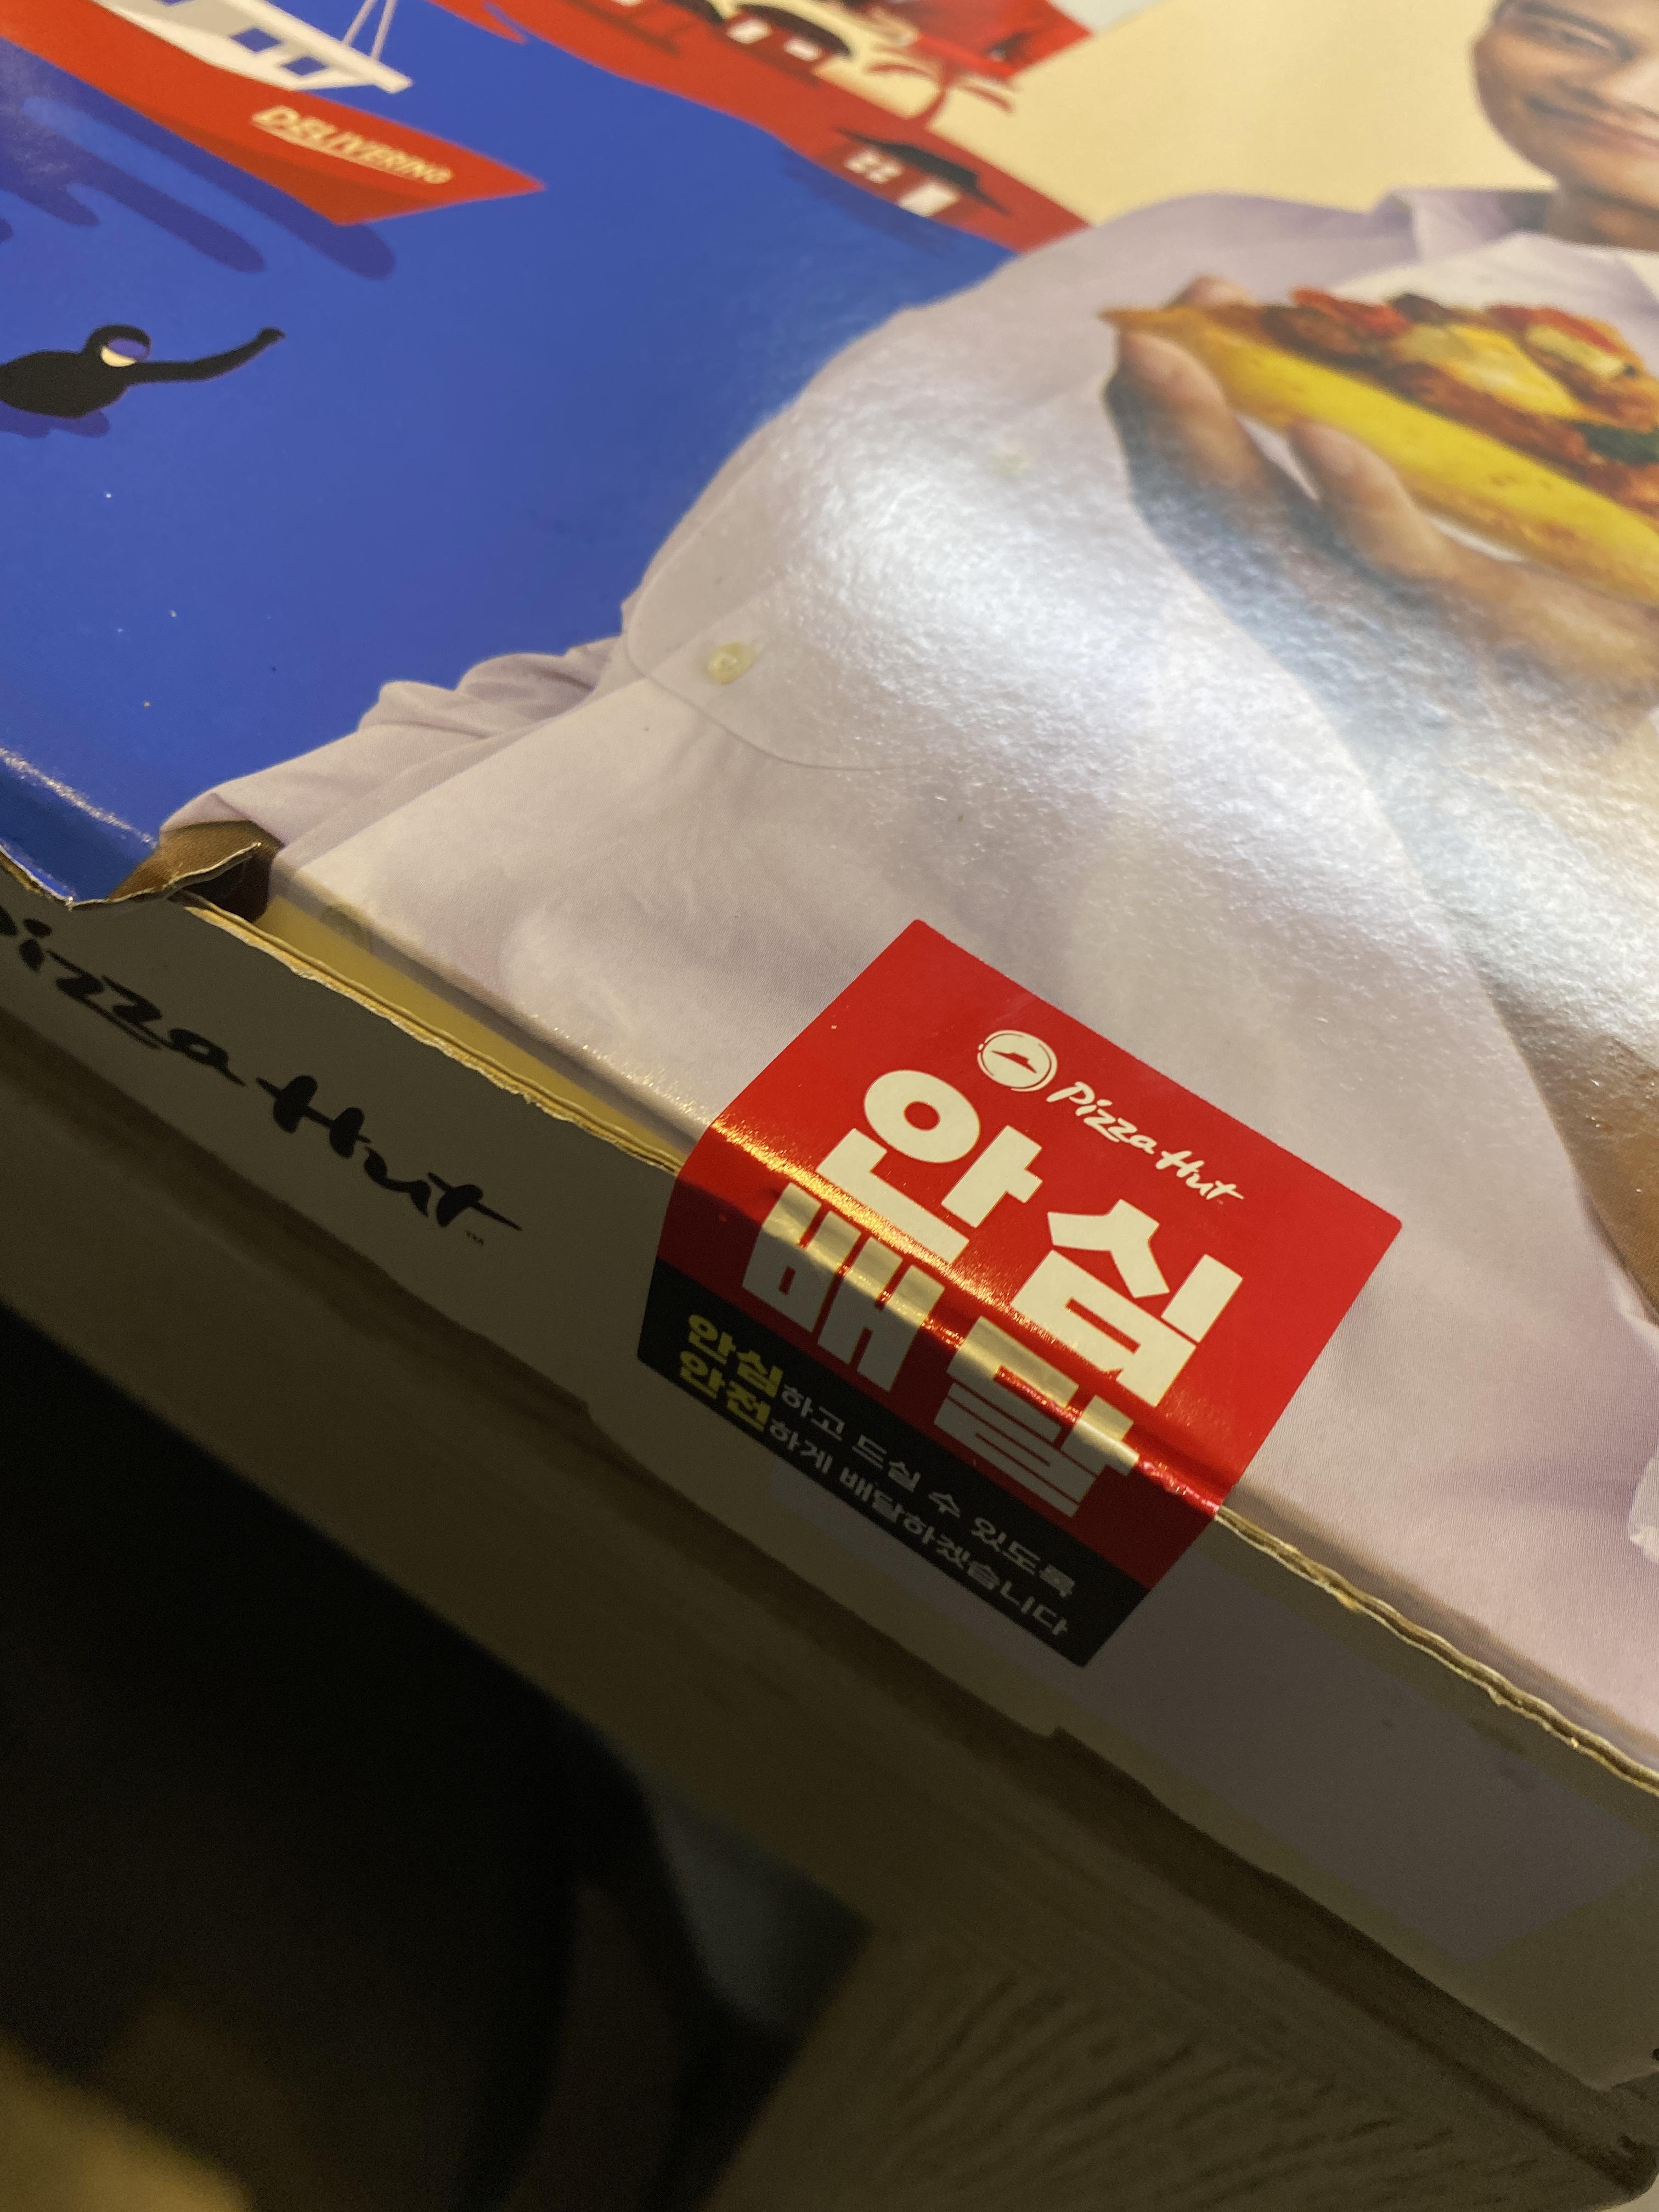 DELIVERING
Pizza Hut
Pizza Hut
안심
배달
안심하고 드실 수 있도록
안전하게 배달하겠습니다